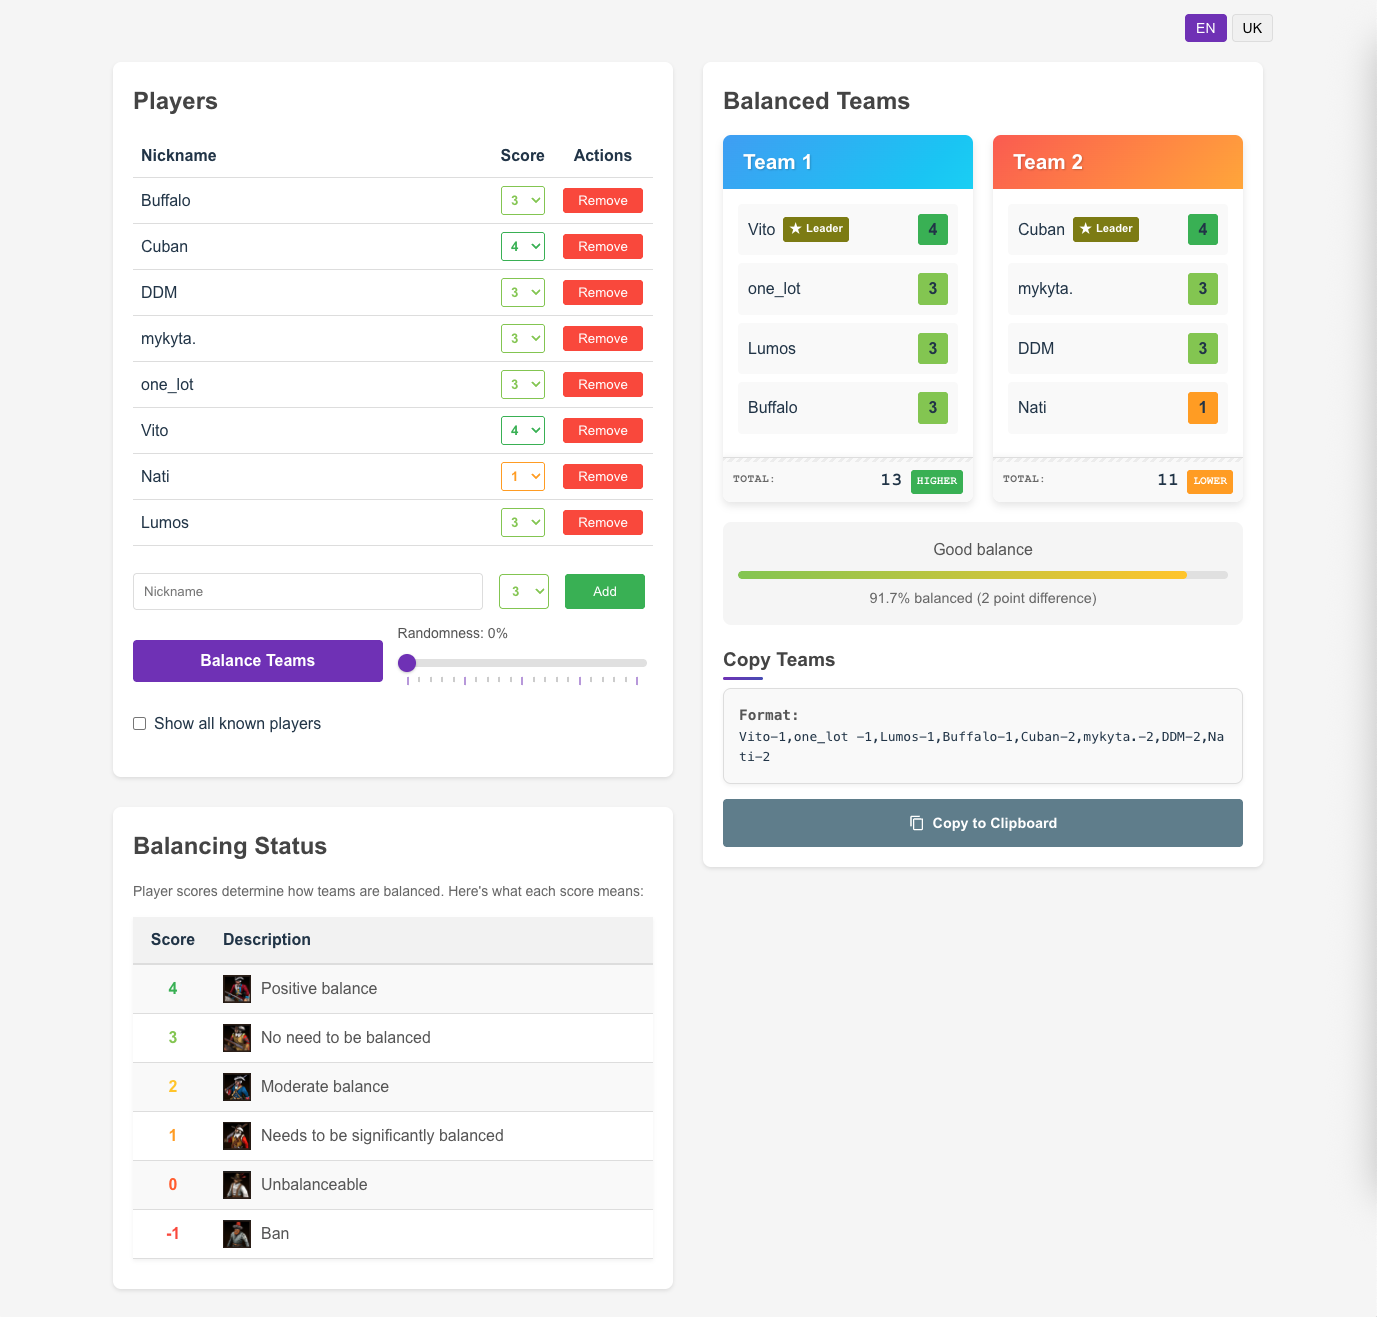 EN UK
Players
Nickname Score Actions
Buffalo 3 Remove
Cuban 4 Remove
DDM 3 Remove
mykyta. 3 Remove
one_lot 3 Remove
Vito 4 Remove
Nati 1 Remove
Lumos 3 Remove
Nickname 3 Add
Randomness: 0%
Balance Teams
Show all known players
Balancing Status
Player scores determine how teams are balanced. Here's what each score means:
Score Description
4 Positive balance
3 No need to be balanced
2 Moderate balance
1 Needs to be significantly balanced
0 Unbalanceable
-1 Ban
Balanced Teams
Team 1
Vito ★ Leader 4
one_lot 3
Lumos 3
Buffalo 3
TOTAL: 13 HIGHER
Team 2
Cuban ★ Leader 4
mykyta. 3
DDM 3
Nati 1
TOTAL: 11 LOWER
Good balance
91.7% balanced (2 point difference)
Copy Teams
Format:
Vito-1,one_lot -1,Lumos-1,Buffalo-1,Cuban-2,mykyta.-2,DDM-2,Na
ti-2
Copy to Clipboard